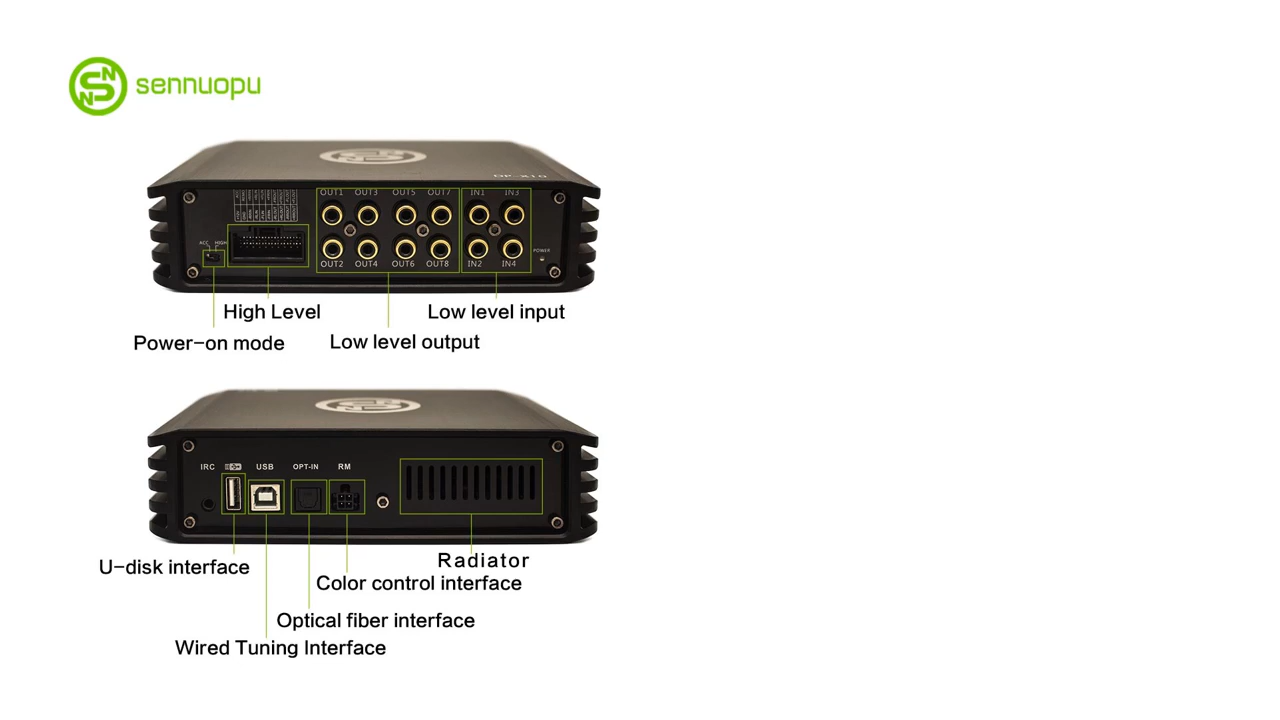 sennuopu
OUT1 OUT3 OUT5 OUT7 IN1 IN3
ACC HIGH
POWER
OUT2 OUT4 OUT6 OUT8 IN2 IN4
High Level
Low level input
Power-on mode
Low level output
IRC USB OPT-IN RM
Radiator
U-disk interface
Color control interface
Optical fiber interface
Wired Tuning Interface